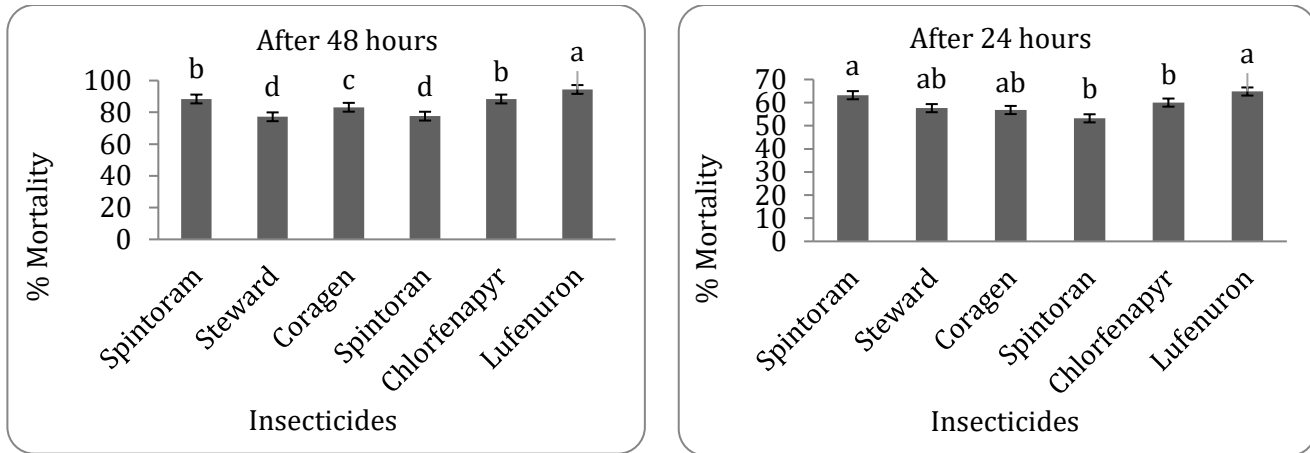 After 48 hours
b d c d b a
100
80
60
40
20
0
% Mortality
Spintoram
Steward
Coragen
Spintoran
Chlorfenapyr
Lufenuron
Insecticides
After 24 hours
a ab ab b b a
70
60
50
40
30
20
10
0
% Mortality
Spintoram
Steward
Coragen
Spintoran
Chlorfenapyr
Lufenuron
Insecticides